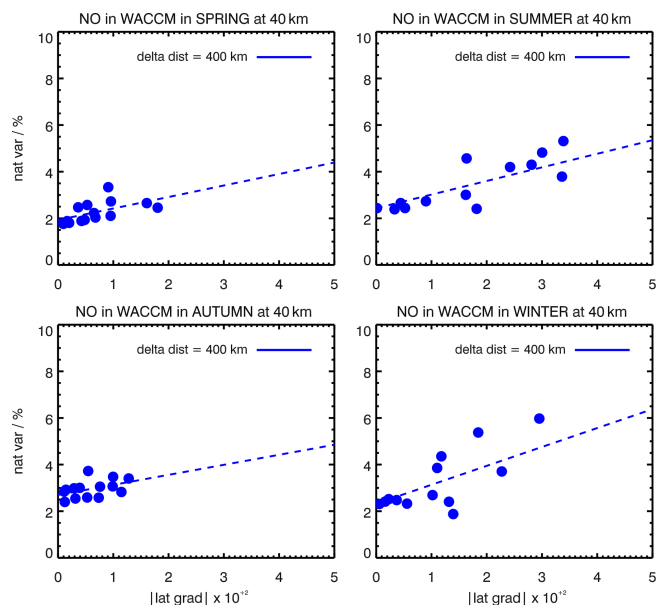 NO in WACCM in SPRING at 40 km
10
8
6
4
2
0
nat var / %
delta dist = 400 km
0 1 2 3 4 5
NO in WACCM in SUMMER at 40 km
10
8
6
4
2
0
delta dist = 400 km
0 1 2 3 4 5
NO in WACCM in AUTUMN at 40 km
10
8
6
4
2
0
nat var / %
delta dist = 400 km
0 1 2 3 4 5
|lat grad| x 10⁺²
NO in WACCM in WINTER at 40 km
10
8
6
4
2
0
delta dist = 400 km
0 1 2 3 4 5
|lat grad| x 10⁺²